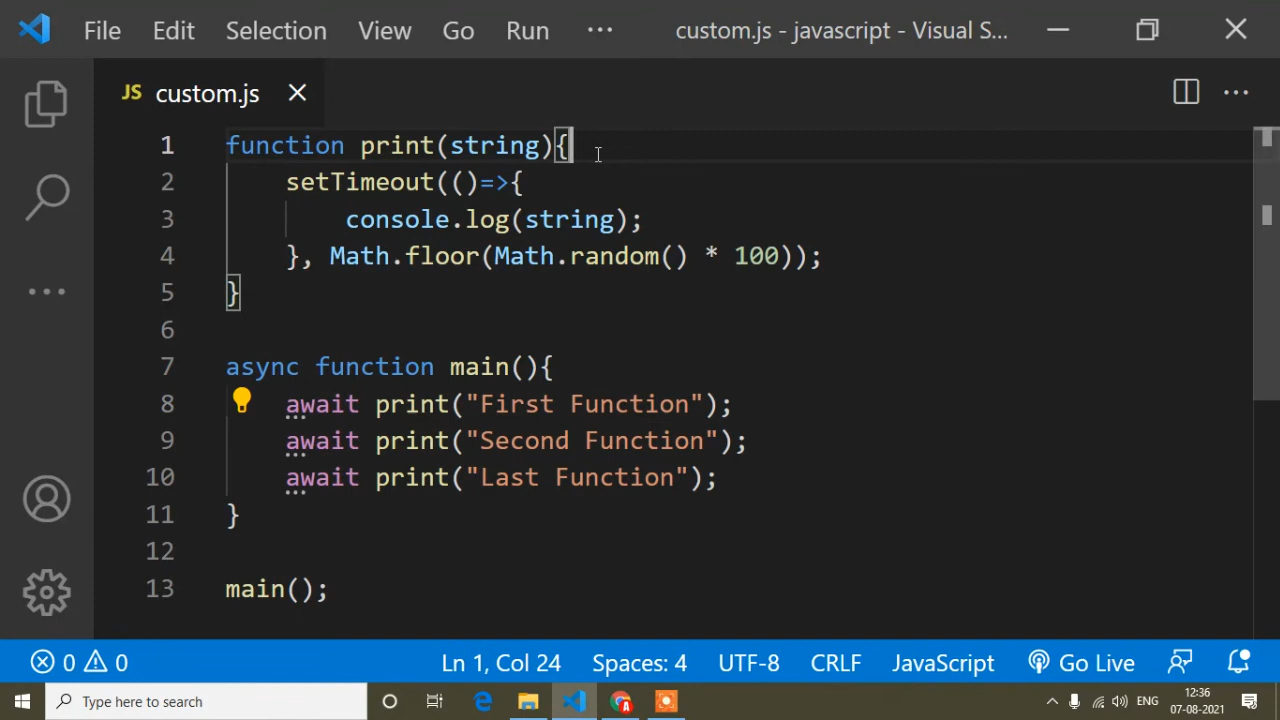 File Edit Selection View Go Run ··· custom.js - javascript - Visual S...
JS custom.js
1 function print(string){
2 setTimeout(()=>{
3 console.log(string);
4 }, Math.floor(Math.random() * 100));
5 }
6
7 async function main(){
8 await print("First Function");
9 await print("Second Function");
10 await print("Last Function");
11 }
12
13 main();
0 0 Ln 1, Col 24 Spaces: 4 UTF-8 CRLF JavaScript Go Live
Type here to search ENG 12:36
07-08-2021